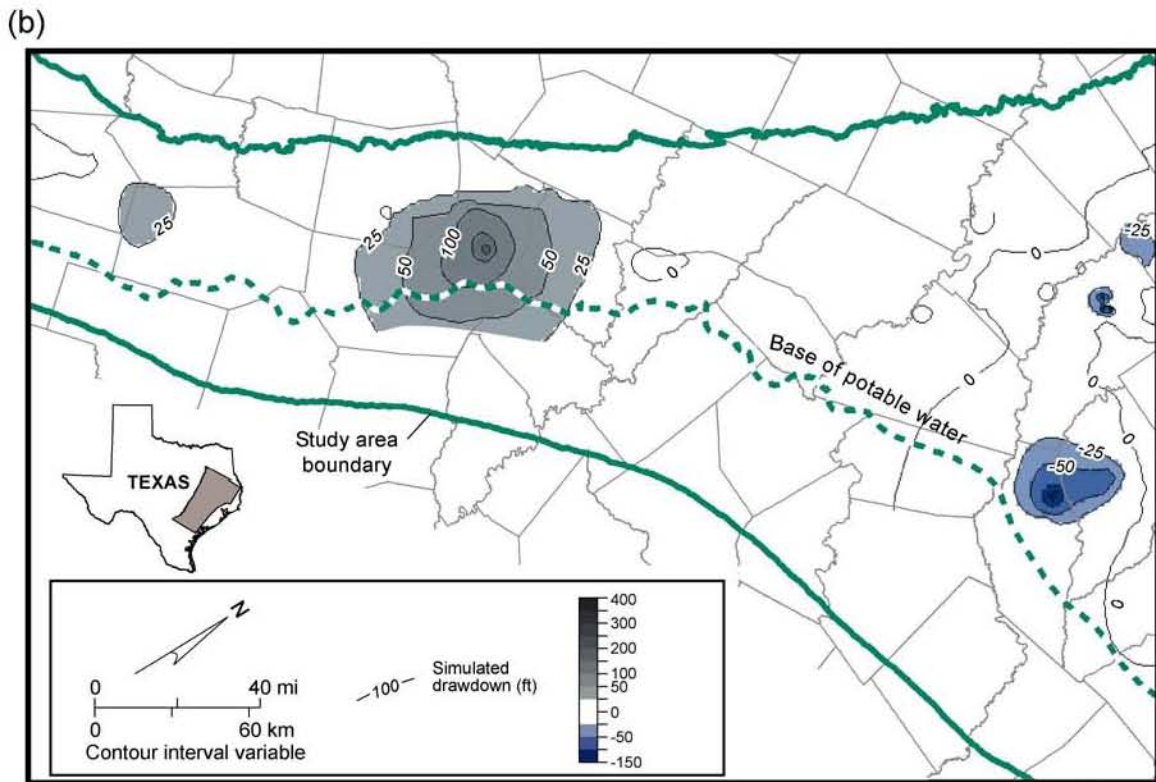 (b)
25
25
50
100
50
25
0
0
0
-25
0
0
-25
-50
0
Base of potable water
Study area
boundary
TEXAS
N
0 40 mi
0 60 km
Contour interval variable
100
Simulated
drawdown (ft)
400
300
200
100
50
0
-50
-150